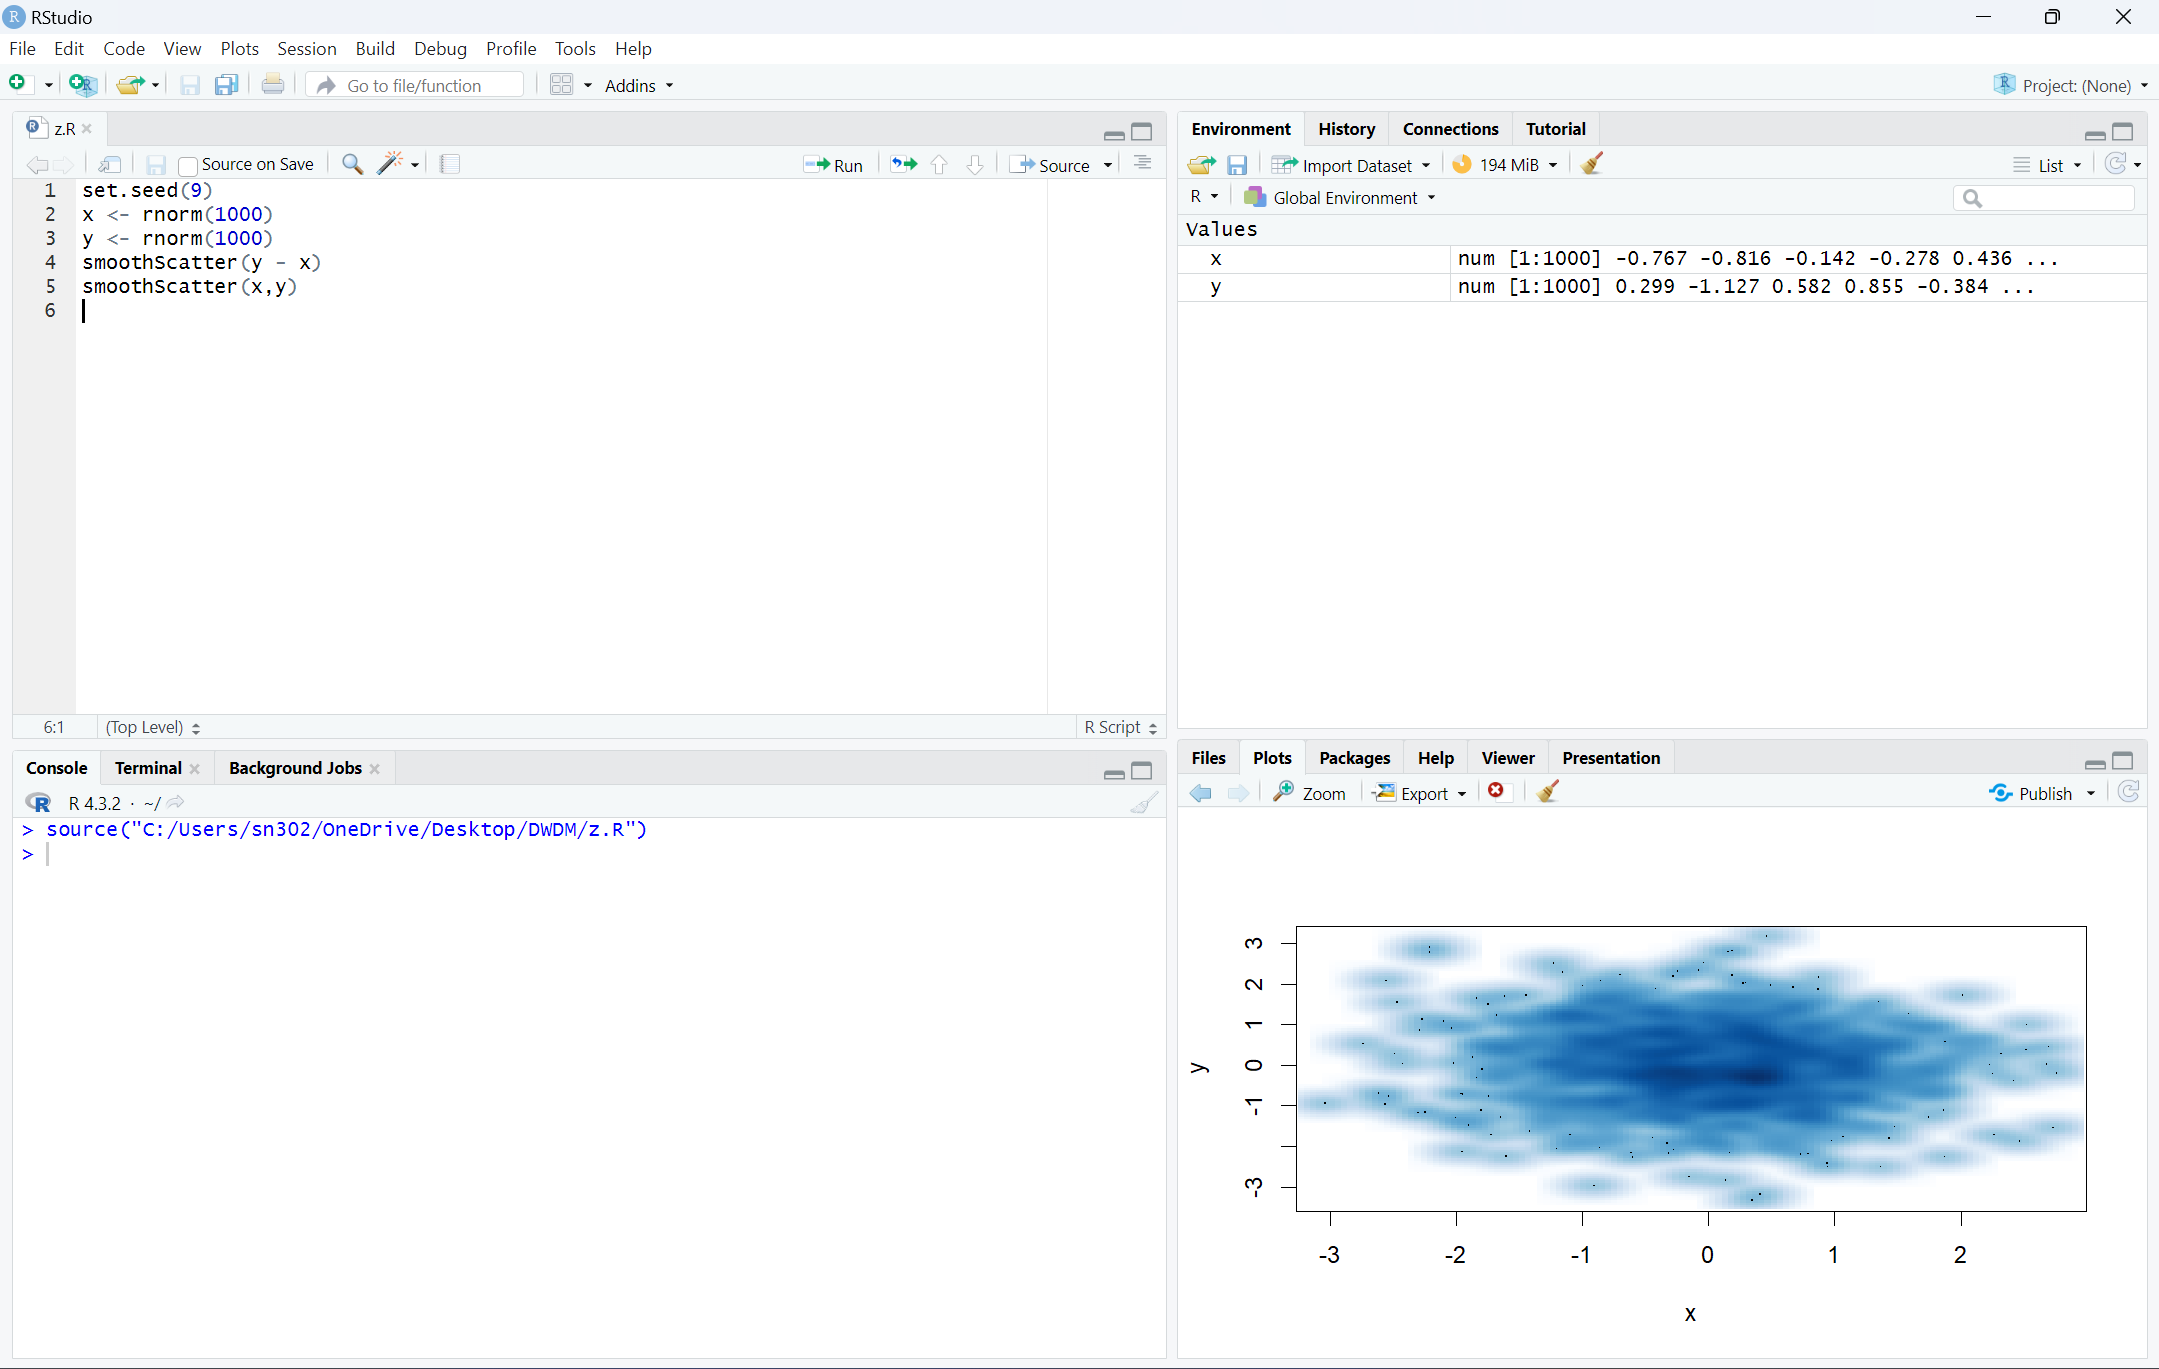 RStudio
File Edit Code View Plots Session Build Debug Profile Tools Help
Go to file/function Addins Project: (None)
z.R
Source on Save Run Source
1 set.seed(9)
2 x <- rnorm(1000)
3 y <- rnorm(1000)
4 smoothScatter(y - x)
5 smoothScatter(x,y)
6
6:1 (Top Level) R Script
Console Terminal Background Jobs
R 4.3.2 · ~/
> source("C:/Users/sn302/OneDrive/Desktop/DWDM/z.R")
>
Environment History Connections Tutorial
Import Dataset 194 MiB List
R Global Environment
Values
x num [1:1000] -0.767 -0.816 -0.142 -0.278 0.436 ...
y num [1:1000] 0.299 -1.127 0.582 0.855 -0.384 ...
Files Plots Packages Help Viewer Presentation
Zoom Export Publish
3
2
1
0
-1
-3
y
-3 -2 -1 0 1 2
x